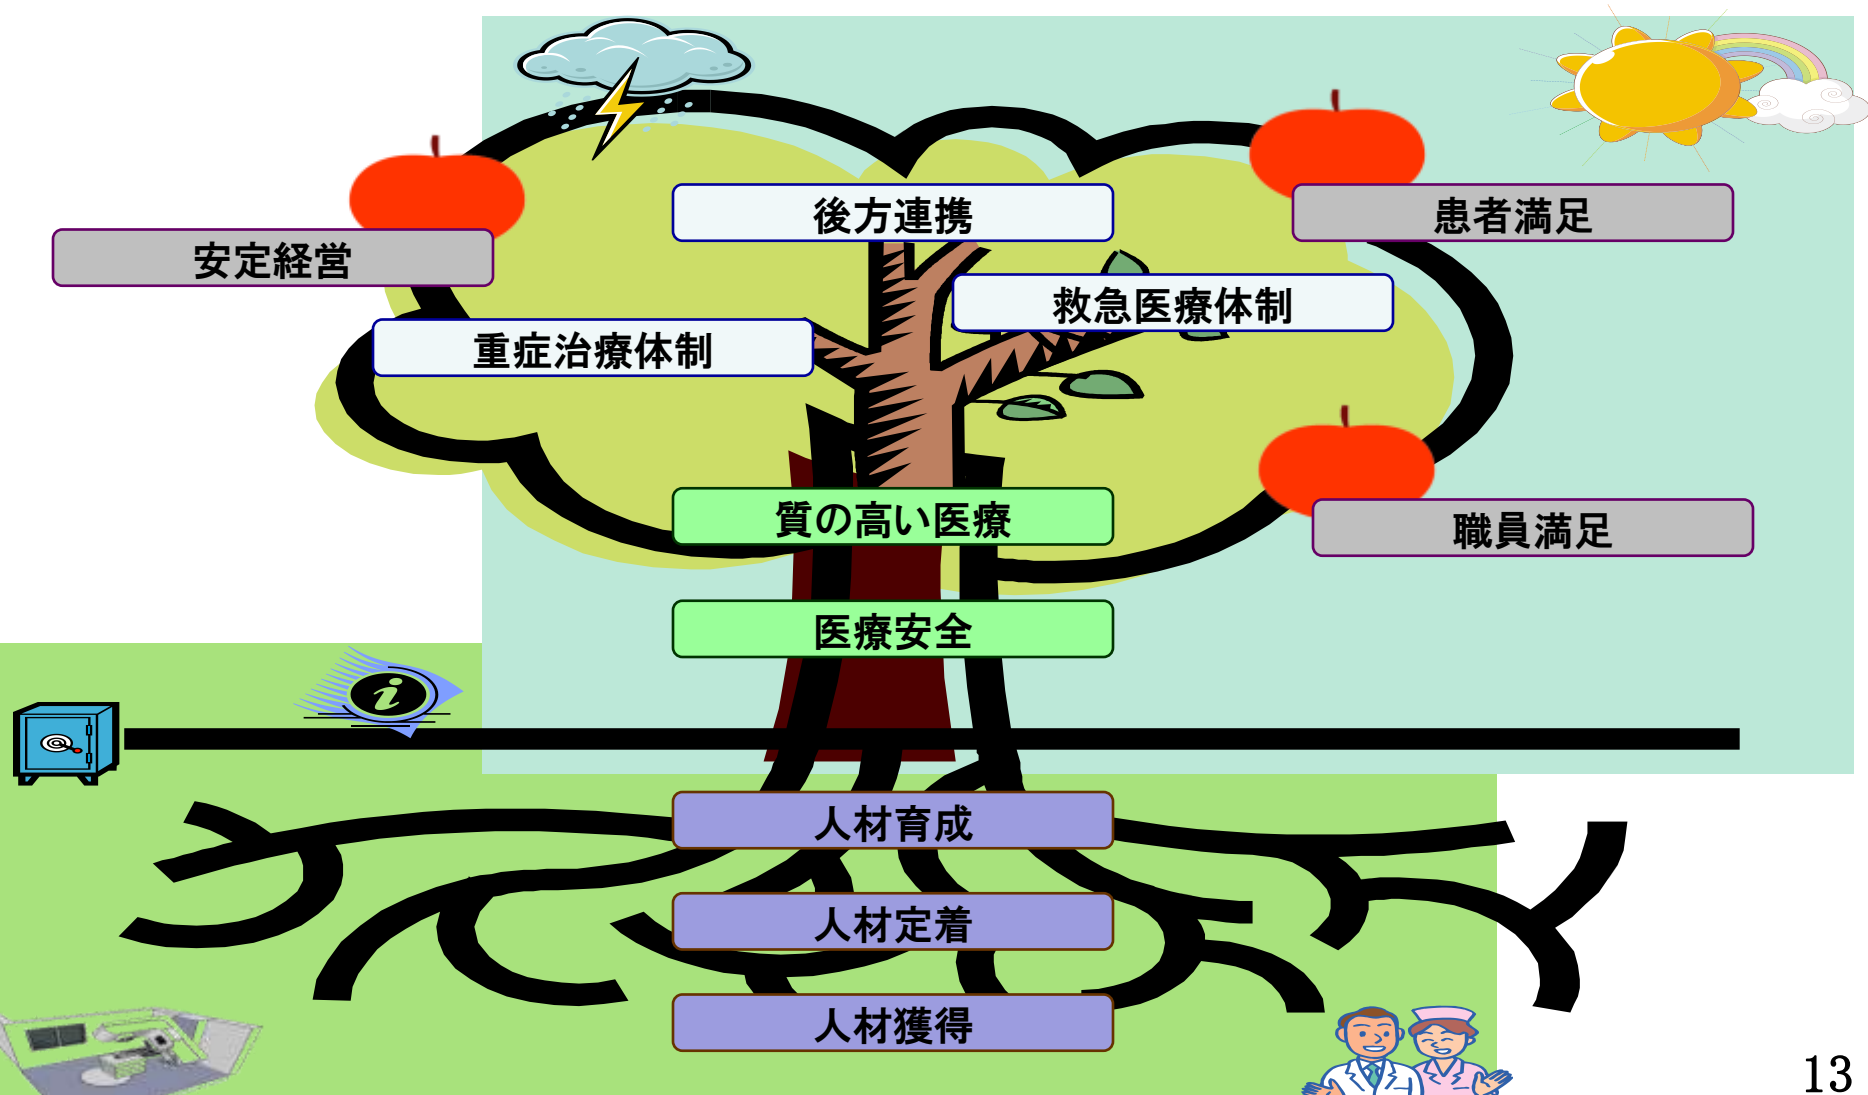 後方連携
患者満足
安定経営
救急医療体制
重症治療体制
質の高い医療
職員満足
医療安全
i
人材育成
人材定着
人材獲得
13